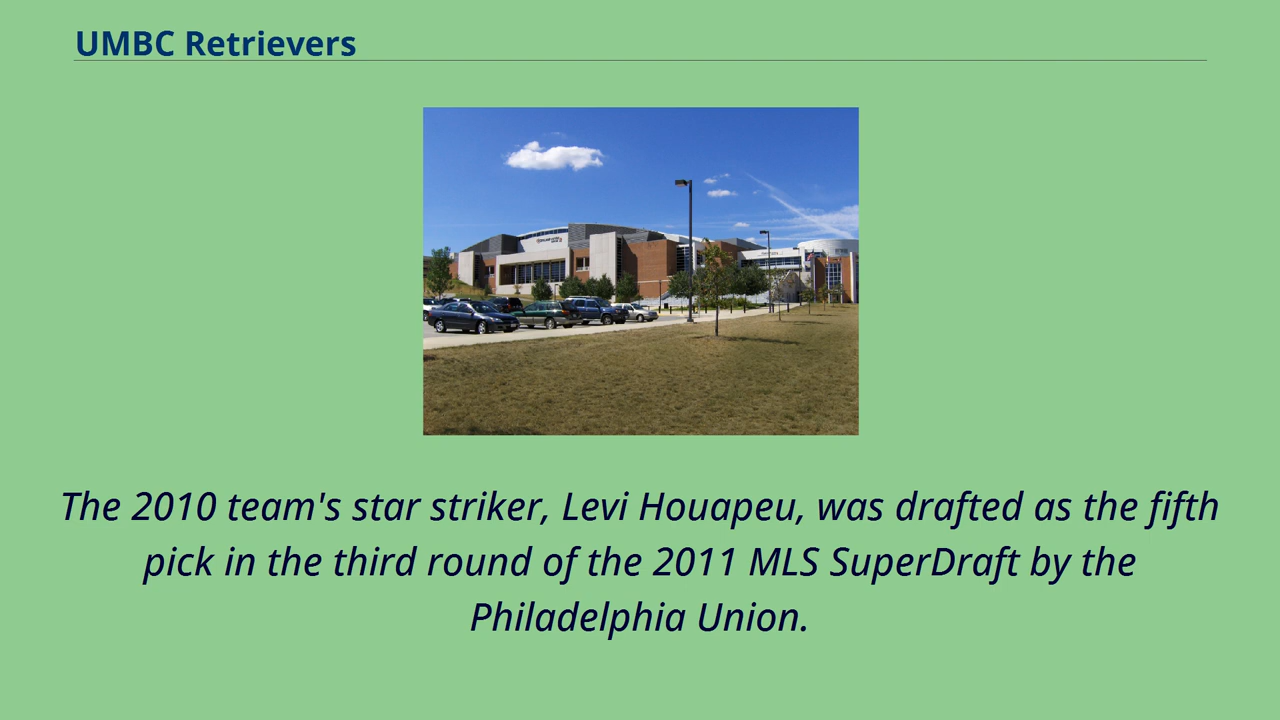 UMBC Retrievers
The 2010 team's star striker, Levi Houapeu, was drafted as the fifth
pick in the third round of the 2011 MLS SuperDraft by the
Philadelphia Union.